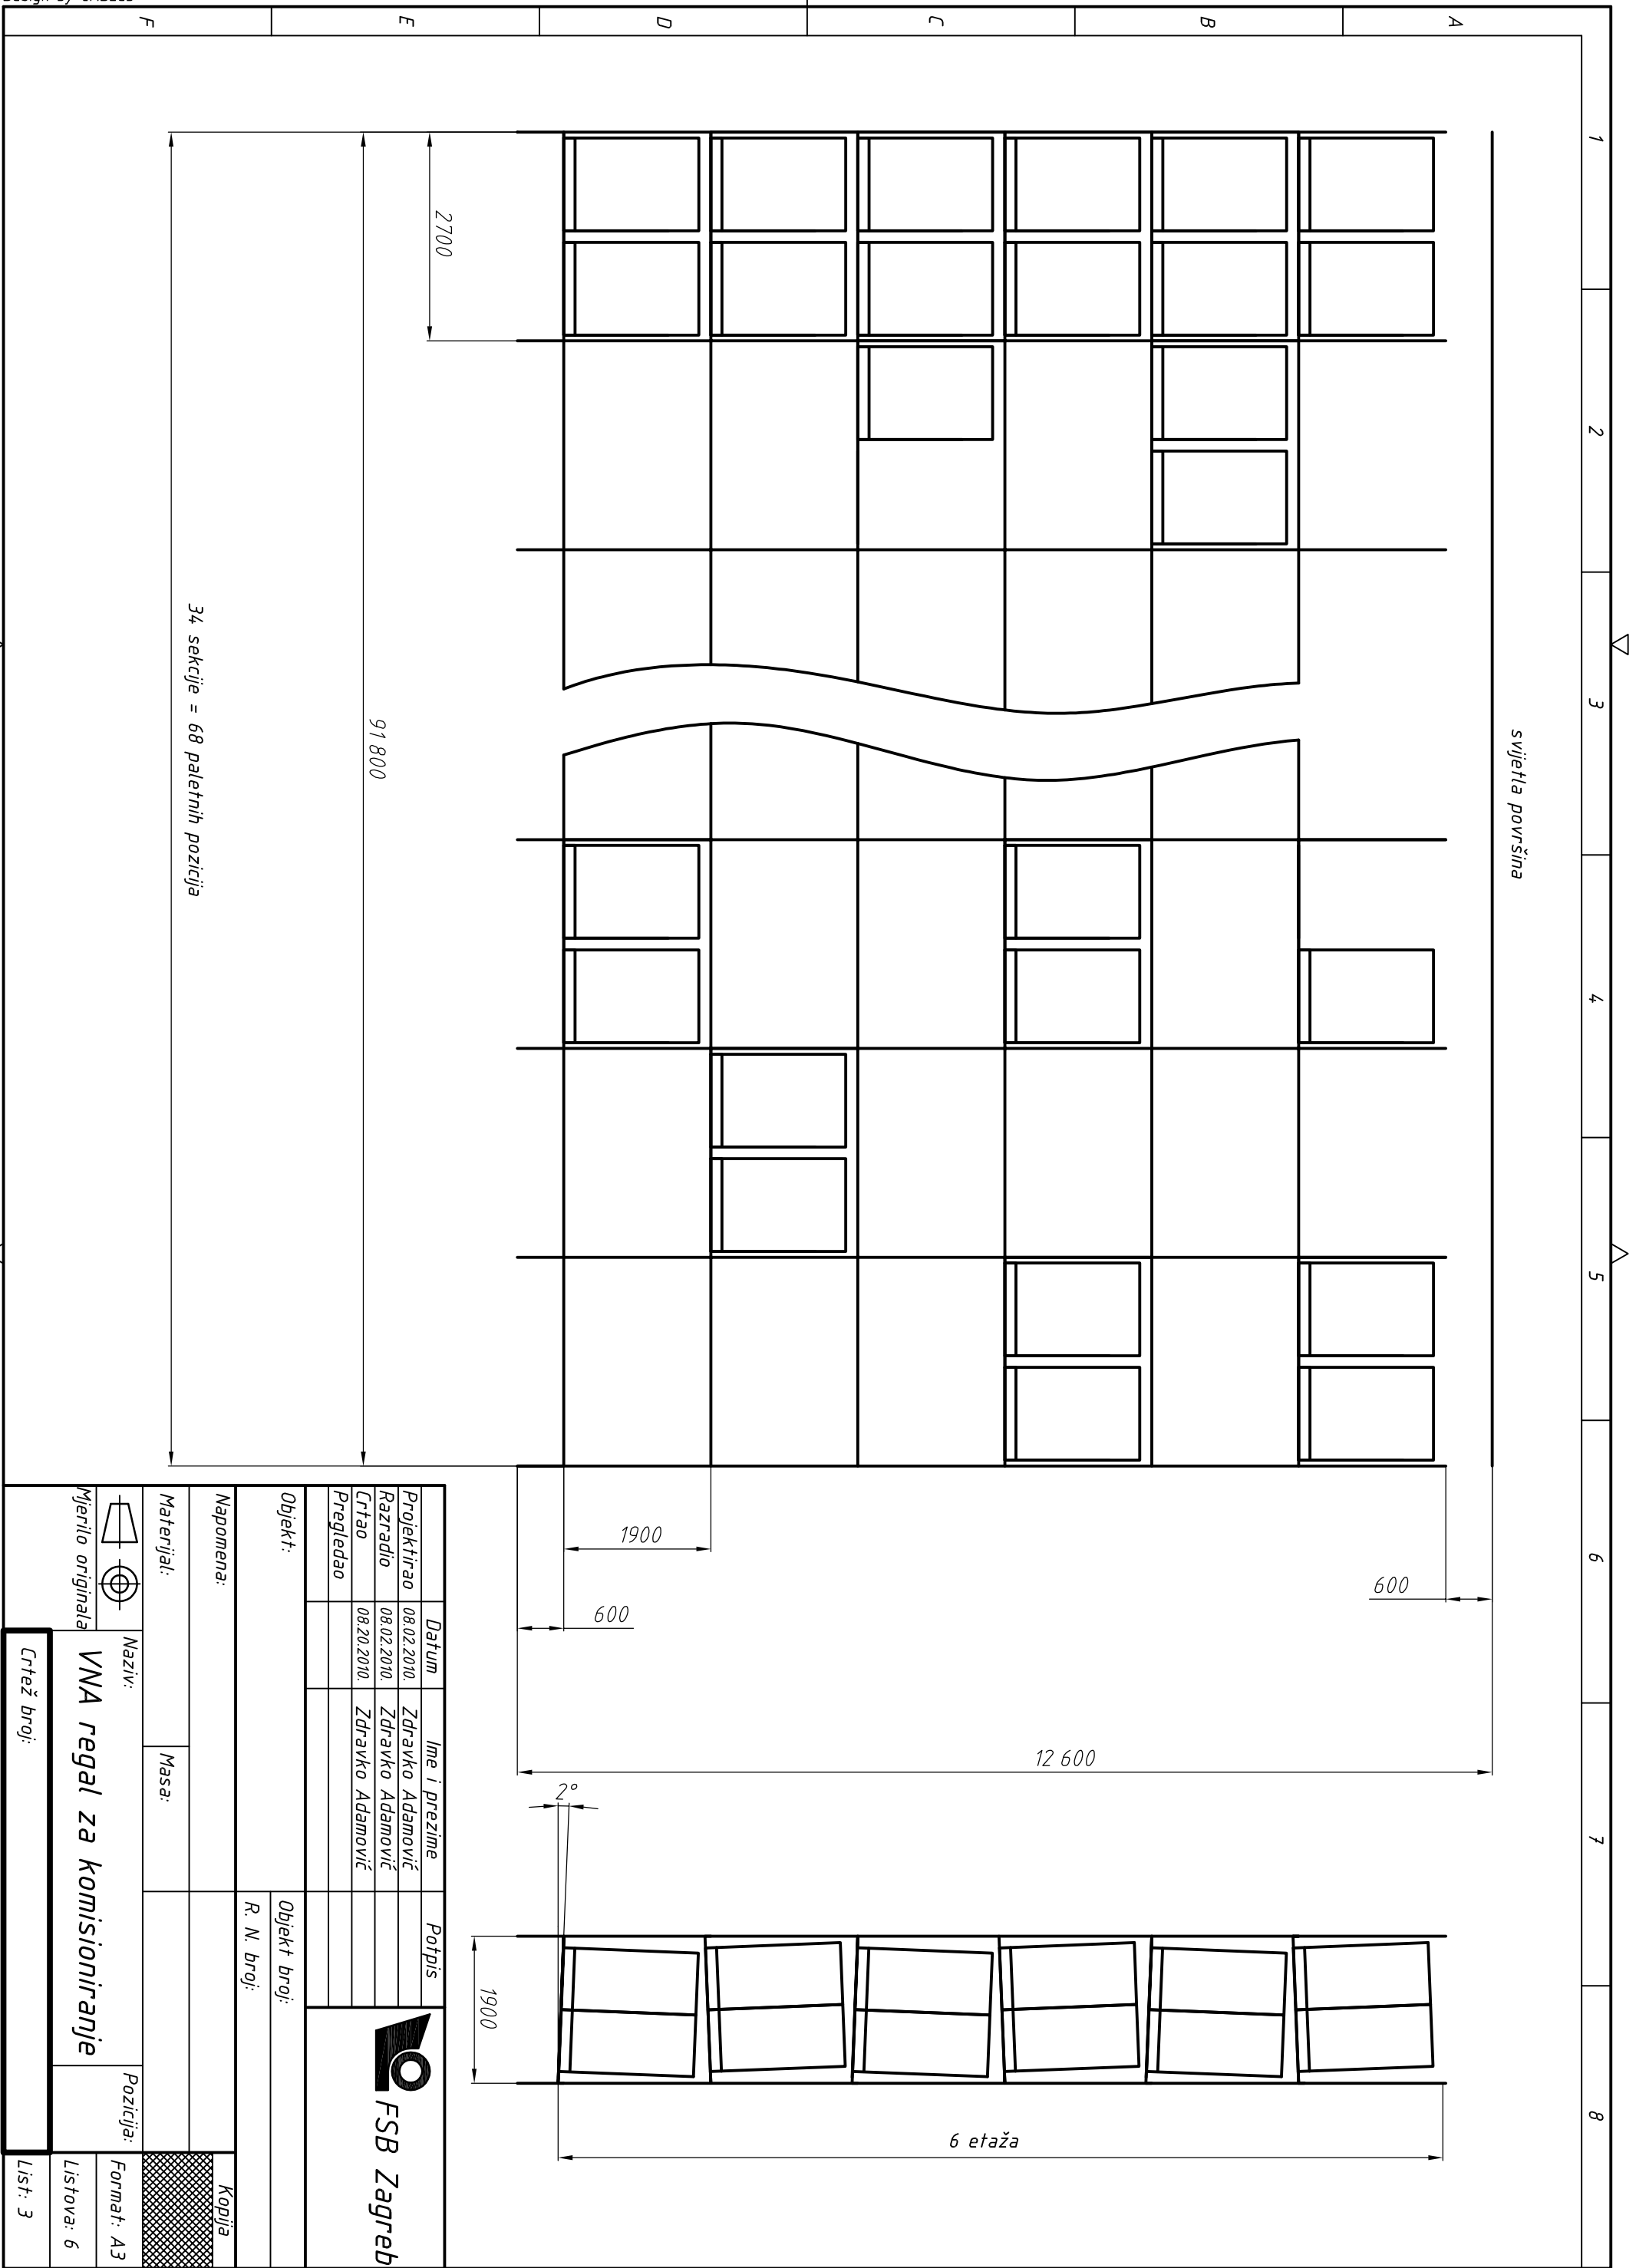 1 2 3 4 5 6 7 8
A
B
C
D
E
F
svijetla površina
600
12 600
1900
600
2°
6 etaža
1900
2700
91 800
34 sekcije = 68 paletnih pozicija
Datum Ime i prezime Potpis
Projektirao 08.02.2010. Zdravko Adamović
Razradio 08.02.2010. Zdravko Adamović
Crtao 08.20.2010. Zdravko Adamović
Pregledao
FSB Zagreb
Objekt: Objekt broj:
R. N. broj:
Napomena: Kopija
Materijal: Masa:
Naziv: Pozicija: Format: A3
VNA regal za komisioniranje
Mjerilo originala Listova: 6
Crtež broj: List: 3